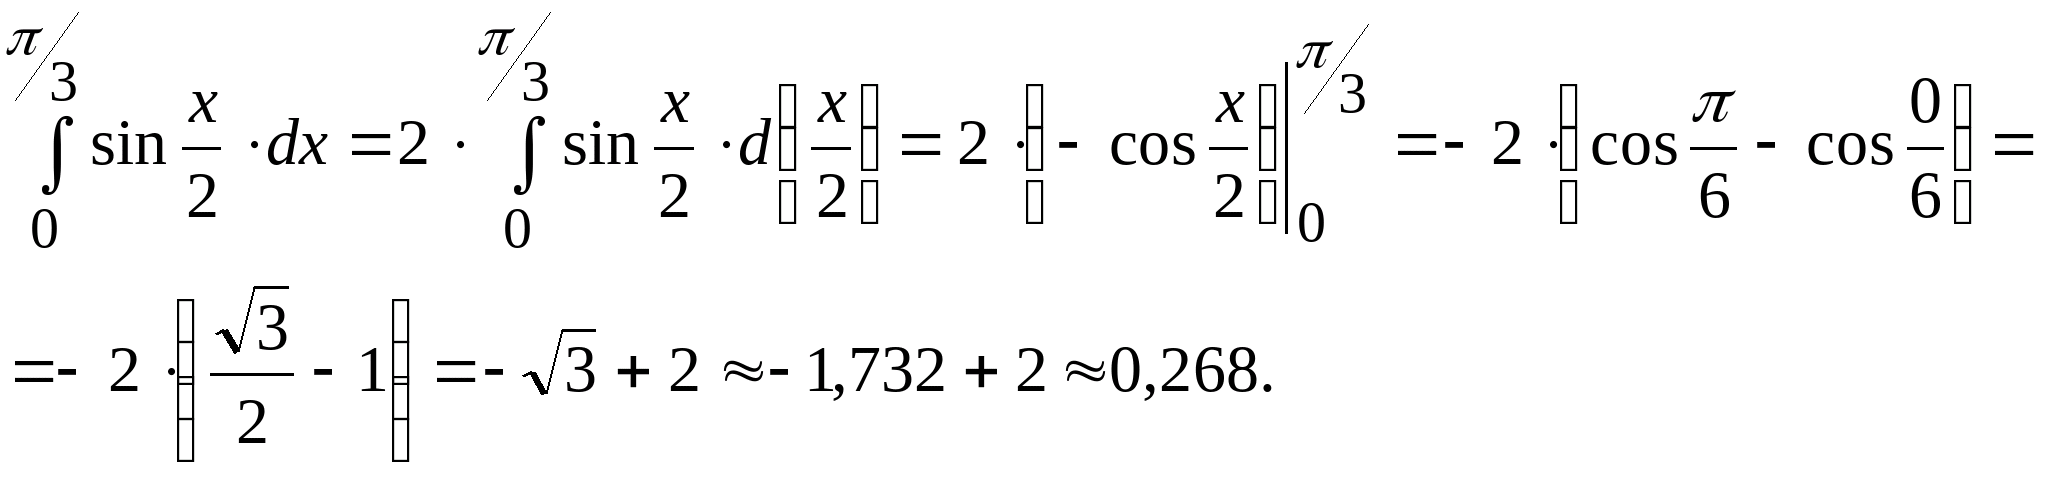 ∫₀^{π/3} sin x/2 · dx = 2 · ∫₀^{π/3} sin x/2 · d(x/2) = 2 · (- cos x/2)|₀^{π/3} = - 2 · (cos π/6 - cos 0/6) =
= - 2 · (√3/2 - 1) = - √3 + 2 ≈ - 1,732 + 2 ≈ 0,268.